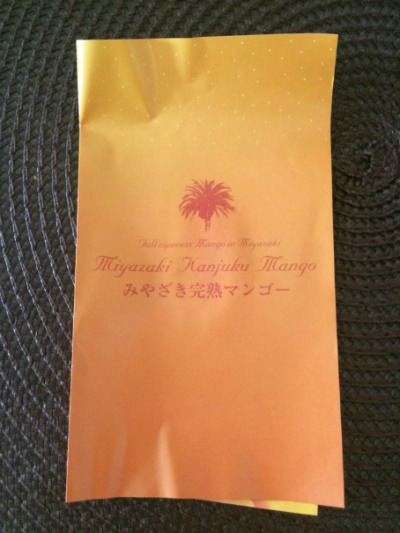 Full ripeness Mango in Miyazaki
Miyazaki Kanjuku Mango
みやざき完熟マンゴー